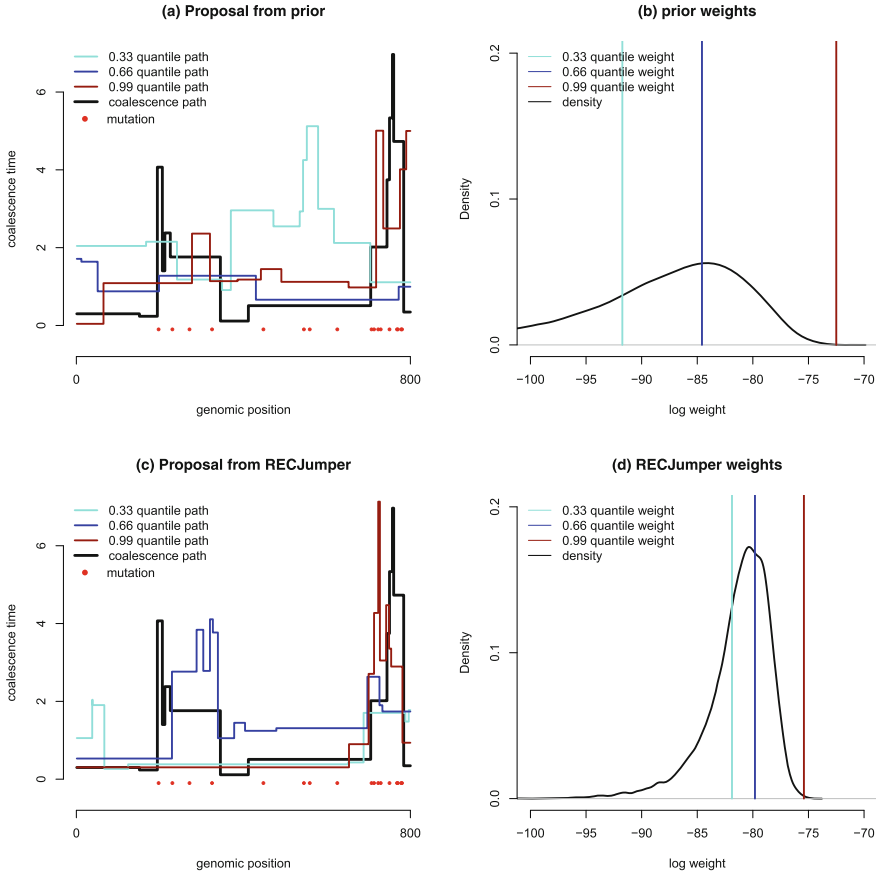 (a) Proposal from prior
0.33 quantile path
0.66 quantile path
0.99 quantile path
coalescence path
mutation
coalescence time
0
2
4
6
0
800
genomic position
(b) prior weights
0.33 quantile weight
0.66 quantile weight
0.99 quantile weight
density
Density
0.0
0.1
0.2
−100
−95
−90
−85
−80
−75
−70
log weight
(c) Proposal from RECJumper
0.33 quantile path
0.66 quantile path
0.99 quantile path
coalescence path
mutation
coalescence time
0
2
4
6
0
800
genomic position
(d) RECJumper weights
0.33 quantile weight
0.66 quantile weight
0.99 quantile weight
density
Density
0.0
0.1
0.2
−100
−95
−90
−85
−80
−75
−70
log weight